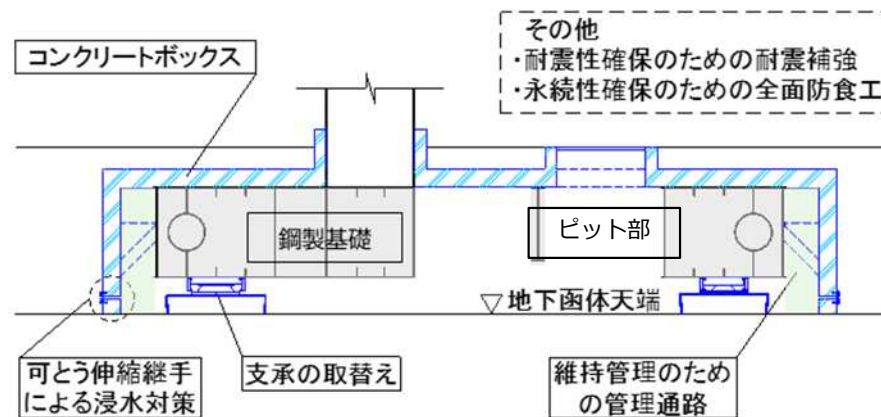 その他
・耐震性確保のための耐震補強
・永続性確保のための全面防食工
コンクリートボックス
鋼製基礎
ピット部
▽地下函体天端
可とう伸縮継手
による浸水対策
支承の取替え
維持管理のため
の管理通路